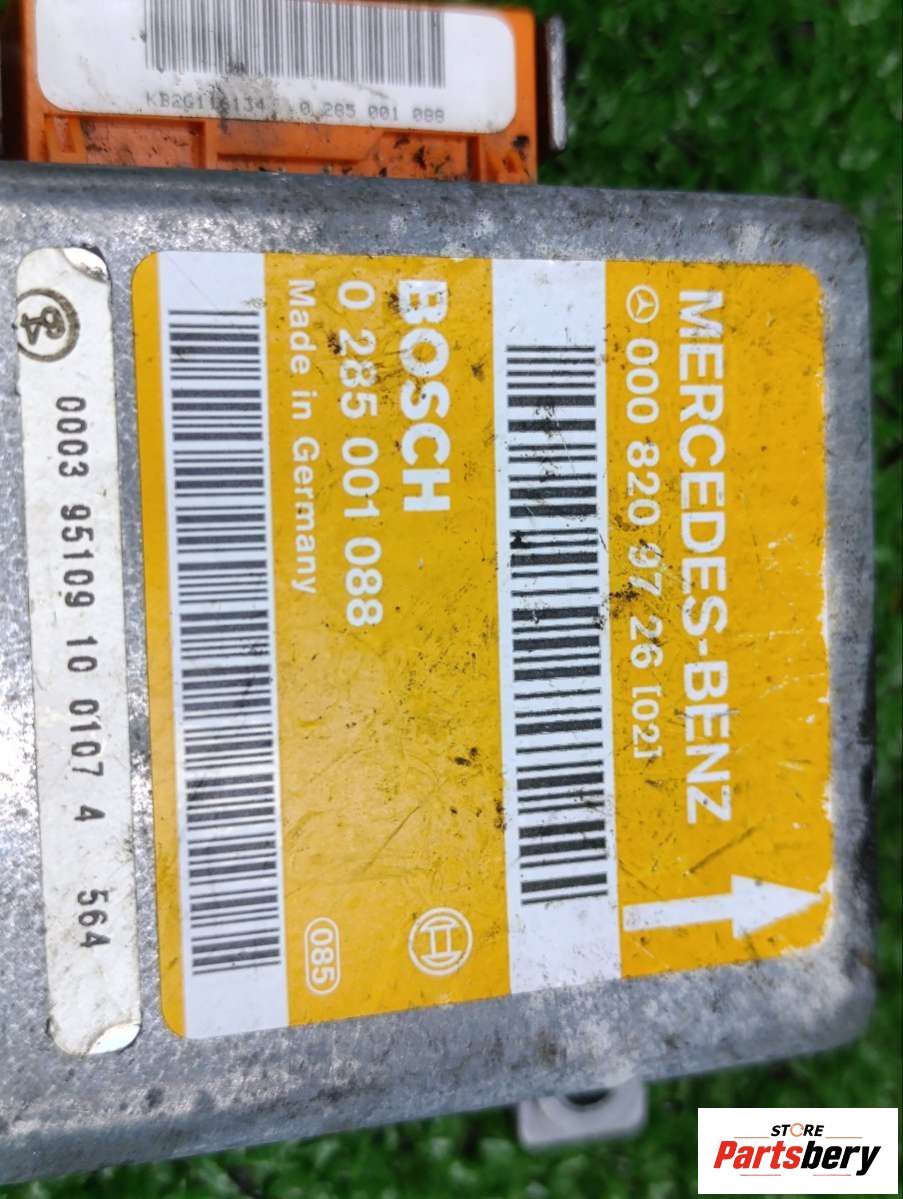 KB2G116134 0 285 001 088
MERCEDES-BENZ
000 820 97 26 [02]
BOSCH
0 285 001 088
Made in Germany
085
0003 95109 10 0107 4 564
STORE
Partsbery